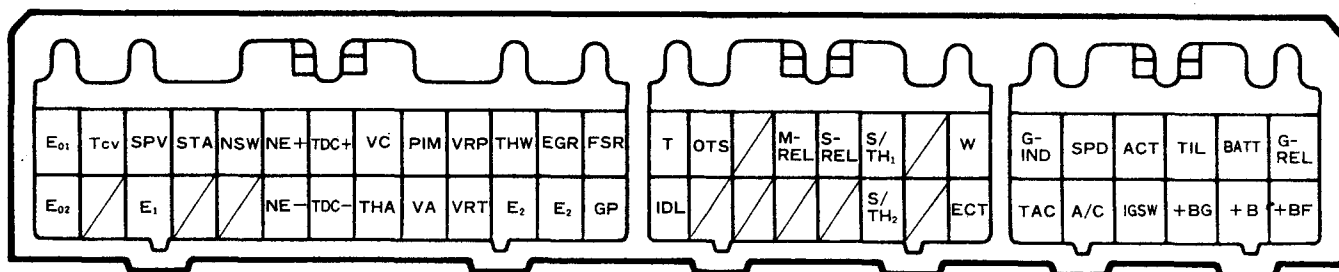 E01 Tcv SPV STA NSW NE+ TDC+ VC PIM VRP THW EGR FSR
E02 E1 NE− TDC− THA VA VRT E2 E2 GP
T OTS M-REL S-REL S/TH1 W
IDL S/TH2 ECT
G-IND SPD ACT TIL BATT G-REL
TAC A/C IGSW +BG +B +BF